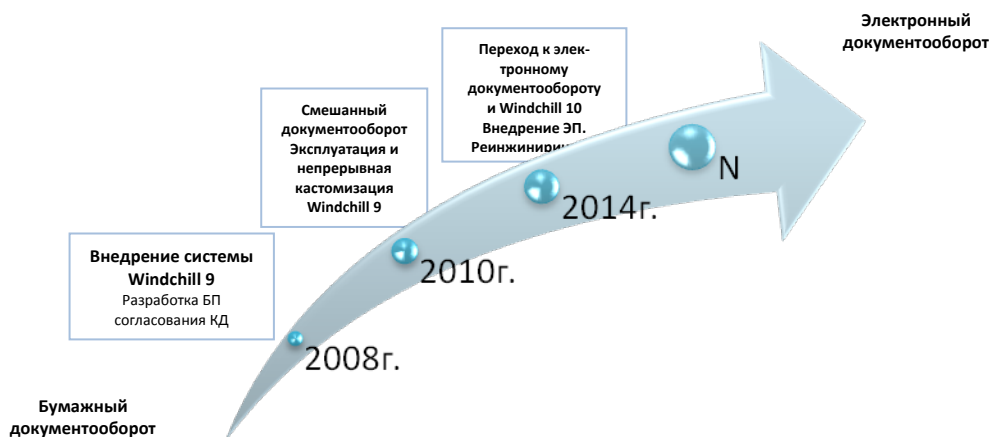 Электронный
документооборот
Переход к элек-
тронному
документообороту
и Windchill 10
Внедрение ЭП.
Смешанный
документооборот
Эксплуатация и
непрерывная
кастомизация
Windchill 9
Внедрение системы
Windchill 9
Разработка БП
согласования КД
N
2014г.
2010г.
2008г.
Бумажный
документооборот